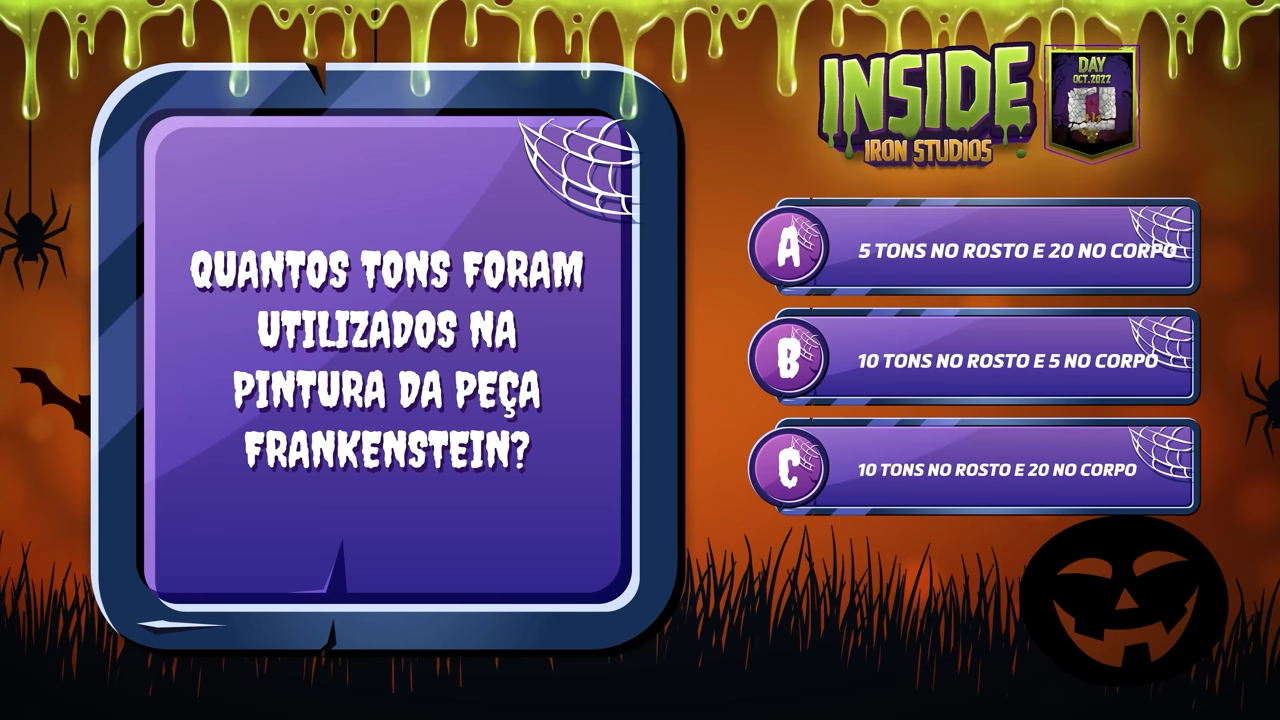 INSIDE
IRON STUDIOS
DAY
OCT.2022
QUANTOS TONS FORAM
UTILIZADOS NA
PINTURA DA PEÇA
FRANKENSTEIN?
A
5 TONS NO ROSTO E 20 NO CORPO
B
10 TONS NO ROSTO E 5 NO CORPO
C
10 TONS NO ROSTO E 20 NO CORPO